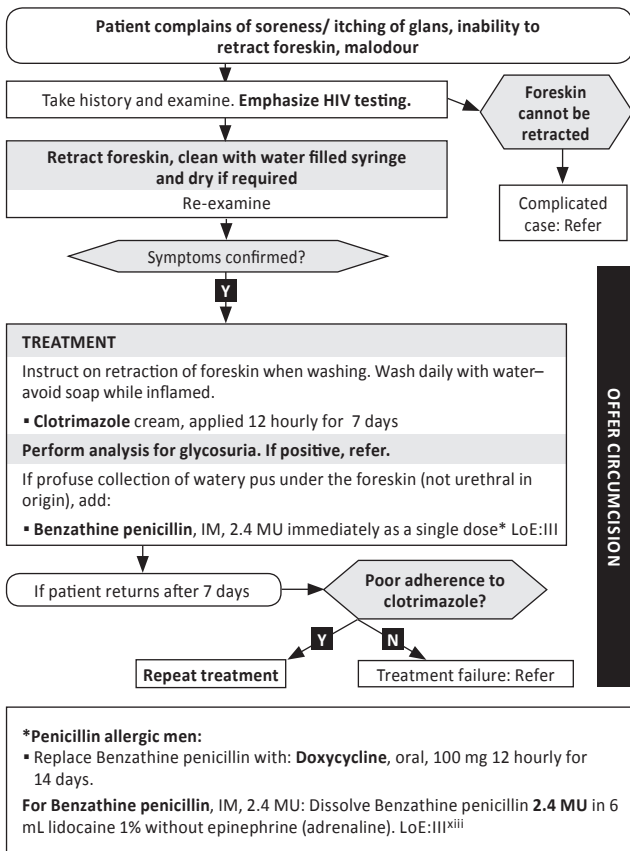 Patient complains of soreness/ itching of glans, inability to
retract foreskin, malodour
Take history and examine. Emphasize HIV testing.
Foreskin
cannot be
retracted
Retract foreskin, clean with water filled syringe
and dry if required
Re-examine
Complicated
case: Refer
Symptoms confirmed?
Y
TREATMENT
Instruct on retraction of foreskin when washing. Wash daily with water–
avoid soap while inflamed.
▪ Clotrimazole cream, applied 12 hourly for 7 days
Perform analysis for glycosuria. If positive, refer.
If profuse collection of watery pus under the foreskin (not urethral in
origin), add:
▪ Benzathine penicillin, IM, 2.4 MU immediately as a single dose* LoE:III
OFFER CIRCUMCISION
If patient returns after 7 days
Poor adherence to
clotrimazole?
Y
N
Repeat treatment
Treatment failure: Refer
*Penicillin allergic men:
▪ Replace Benzathine penicillin with: Doxycycline, oral, 100 mg 12 hourly for
14 days.
For Benzathine penicillin, IM, 2.4 MU: Dissolve Benzathine penicillin 2.4 MU in 6
mL lidocaine 1% without epinephrine (adrenaline). LoE:IIIxiii